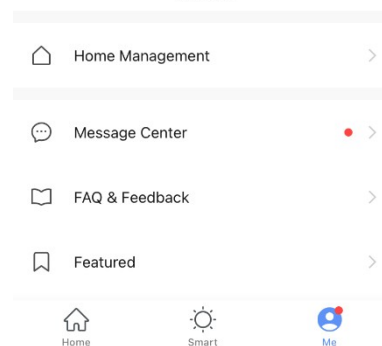 Home Management
Message Center
FAQ & Feedback
Featured
Home Smart Me